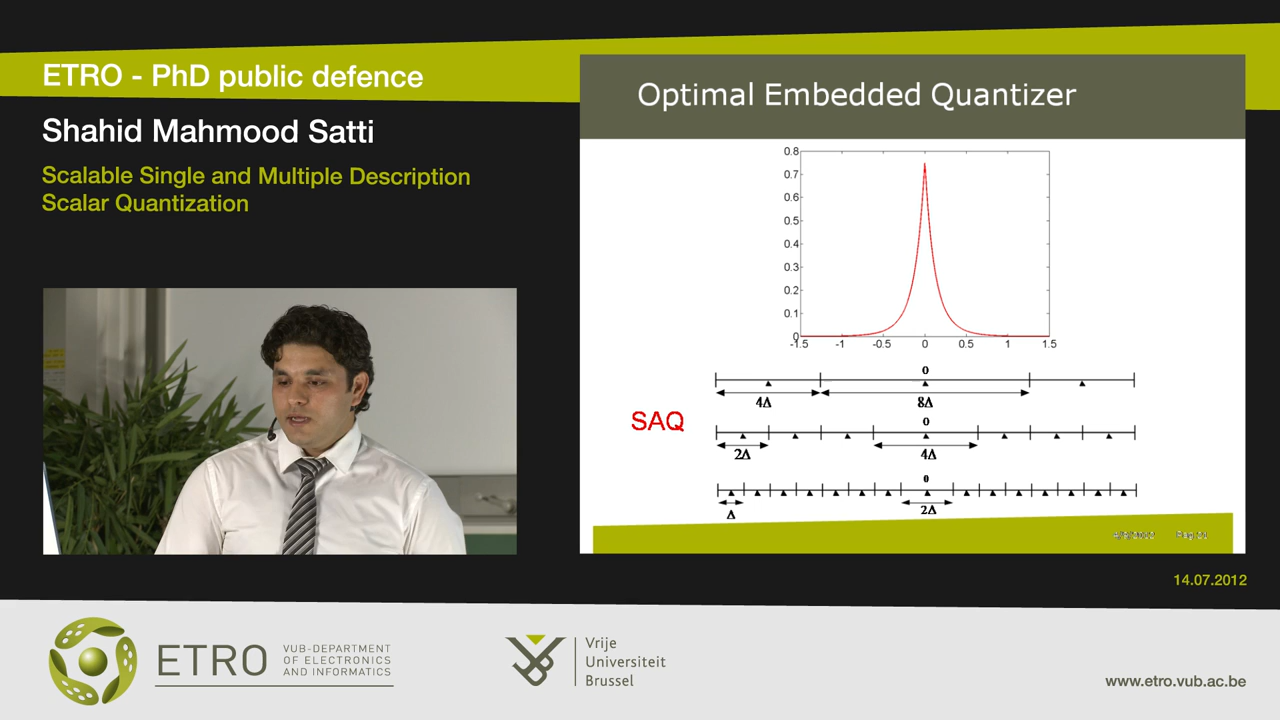 ETRO - PhD public defence
Shahid Mahmood Satti
Scalable Single and Multiple Description
Scalar Quantization
Optimal Embedded Quantizer
0.8
0.7
0.6
0.5
0.4
0.3
0.2
0.1
0
-1.5 -1 -0.5 0 0.5 1 1.5
0
4Δ 8Δ
SAQ
0
2Δ 4Δ
0
Δ 2Δ
14.07.2012
ETRO
VUB-DEPARTMENT
OF ELECTRONICS
AND INFORMATICS
Vrije
Universiteit
Brussel
www.etro.vub.ac.be